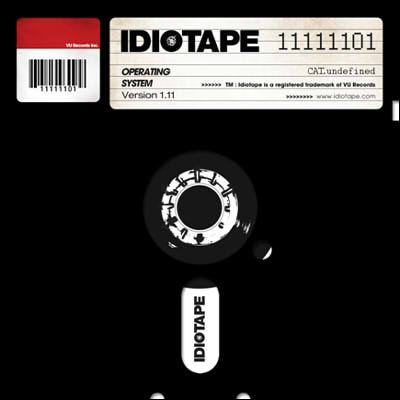 VU Records Inc.
11111101
IDIOTAPE 11111101
CAT.undefined
OPERATING
SYSTEM
>>>>>> TM : Idiotape is a registered trademark of VU Records
Version 1.11
>>>>>>>> www.idiotape.com
IDIOTAPE